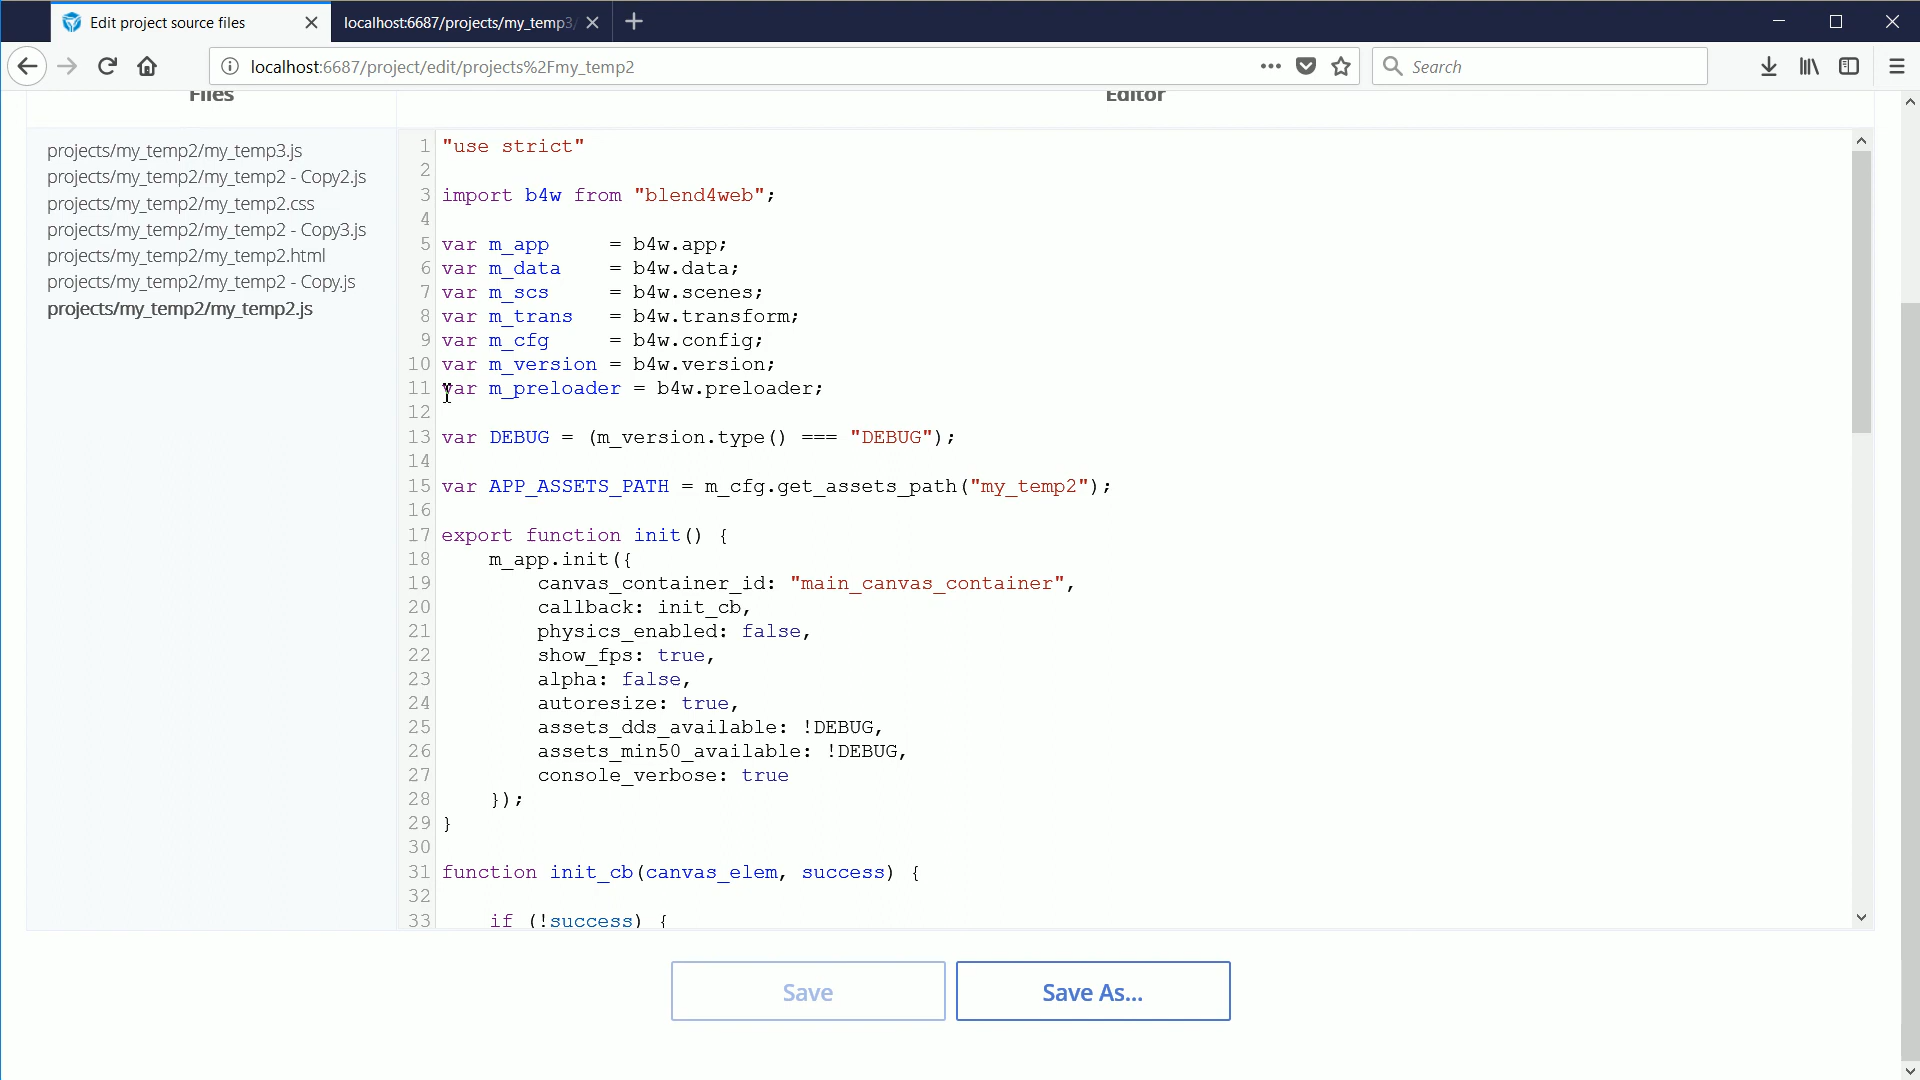 Edit project source files
localhost:6687/projects/my_temp3/
localhost:6687/project/edit/projects%2Fmy_temp2
Search
Files
Editor
projects/my_temp2/my_temp3.js
projects/my_temp2/my_temp2 - Copy2.js
projects/my_temp2/my_temp2.css
projects/my_temp2/my_temp2 - Copy3.js
projects/my_temp2/my_temp2.html
projects/my_temp2/my_temp2 - Copy.js
projects/my_temp2/my_temp2.js
1 "use strict"
2
3 import b4w from "blend4web";
4
5 var m_app     = b4w.app;
6 var m_data    = b4w.data;
7 var m_scs     = b4w.scenes;
8 var m_trans   = b4w.transform;
9 var m_cfg     = b4w.config;
10 var m_version = b4w.version;
11 var m_preloader = b4w.preloader;
12
13 var DEBUG = (m_version.type() === "DEBUG");
14
15 var APP_ASSETS_PATH = m_cfg.get_assets_path("my_temp2");
16
17 export function init() {
18     m_app.init({
19         canvas_container_id: "main_canvas_container",
20         callback: init_cb,
21         physics_enabled: false,
22         show_fps: true,
23         alpha: false,
24         autoresize: true,
25         assets_dds_available: !DEBUG,
26         assets_min50_available: !DEBUG,
27         console_verbose: true
28     });
29 }
30
31 function init_cb(canvas_elem, success) {
32
33     if (!success) {
Save
Save As...